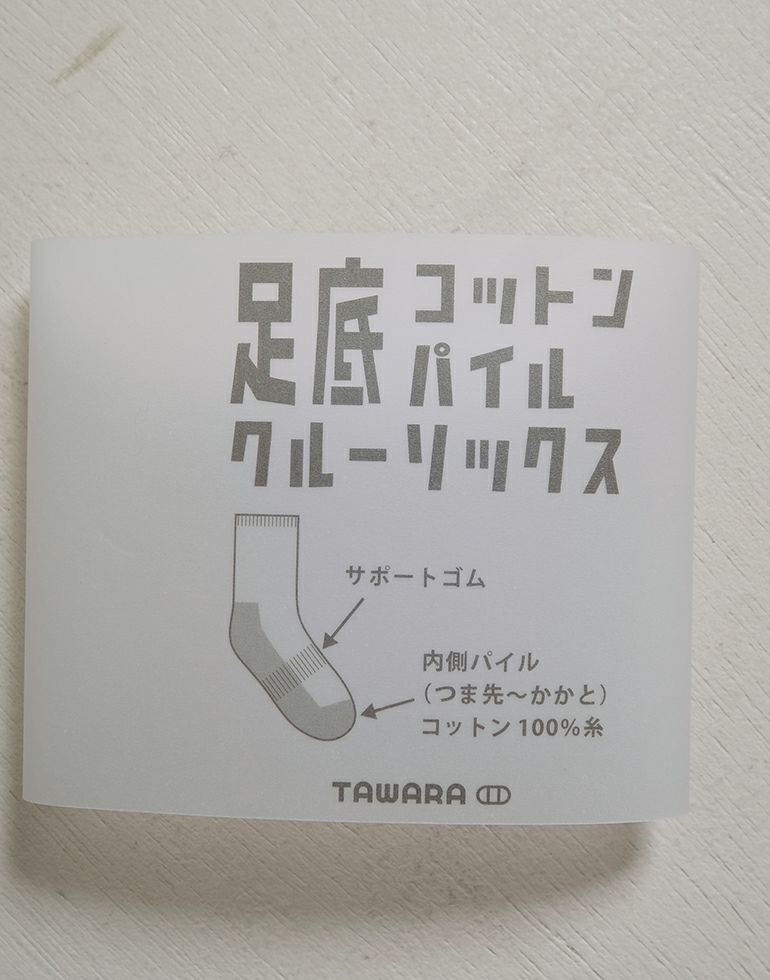 足底コットン
パイル
クルーソックス
サポートゴム
内側パイル
（つま先〜かかと）
コットン100%糸
TAWARA